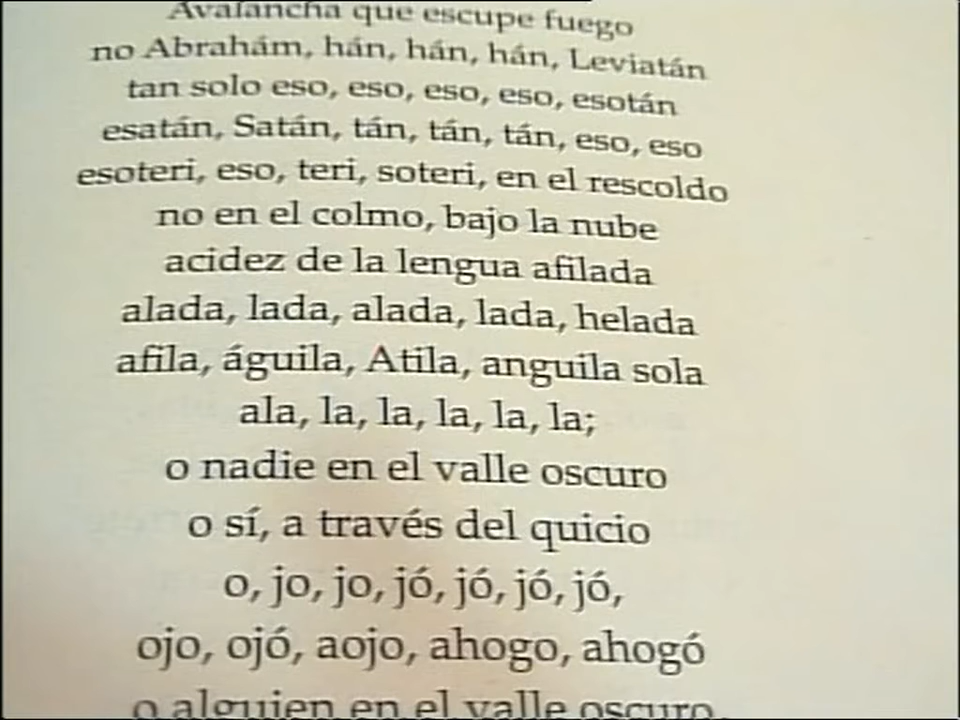 Avalancha que escupe fuego
no Abrahám, hán, hán, hán, Leviatán
tan solo eso, eso, eso, eso, esotán
esatán, Satán, tán, tán, tán, eso, eso
esoteri, eso, teri, soteri, en el rescoldo
no en el colmo, bajo la nube
acidez de la lengua afilada
alada, lada, alada, lada, helada
afila, águila, Atila, anguila sola
ala, la, la, la, la, la;
o nadie en el valle oscuro
o sí, a través del quicio
o, jo, jo, jó, jó, jó, jó,
ojo, ojó, aojo, ahogo, ahogó
o alguien en el valle oscuro,